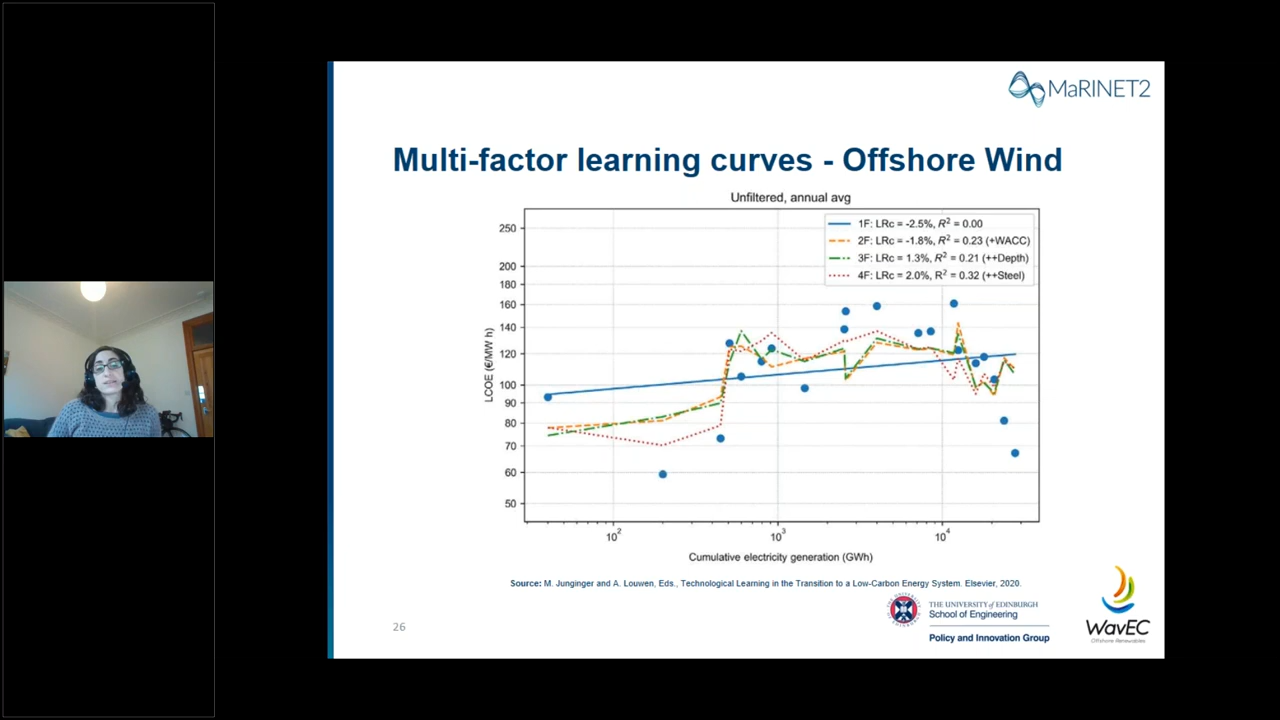 MaRINET2
Multi-factor learning curves - Offshore Wind
Unfiltered, annual avg
1F: LRc = -2.5%, R² = 0.00
2F: LRc = -1.8%, R² = 0.23 (+WACC)
3F: LRc = 1.3%, R² = 0.21 (++Depth)
4F: LRc = 2.0%, R² = 0.32 (++Steel)
LCOE (€/MW h)
250
200
180
160
140
120
100
90
80
70
60
50
10² 10³ 10⁴
Cumulative electricity generation (GWh)
Source: M. Junginger and A. Louwen, Eds., Technological Learning in the Transition to a Low-Carbon Energy System. Elsevier, 2020.
THE UNIVERSITY of EDINBURGH
School of Engineering
Policy and Innovation Group
WavEC
Offshore Renewables
26